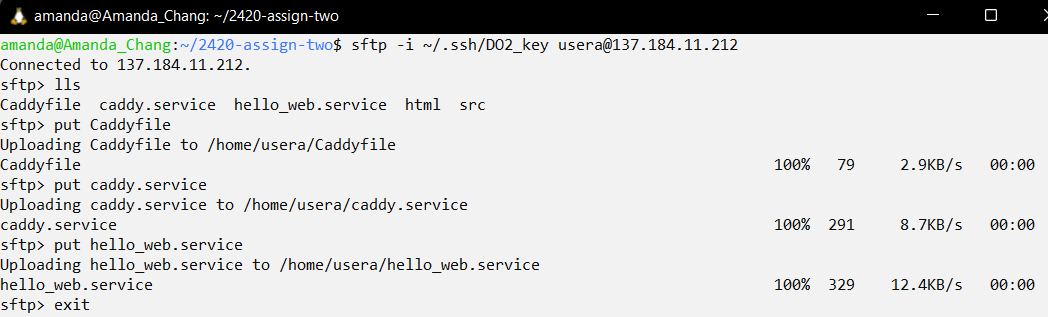 amanda@Amanda_Chang: ~/2420-assign-two
amanda@Amanda_Chang:~/2420-assign-two$ sftp -i ~/.ssh/DO2_key usera@137.184.11.212
Connected to 137.184.11.212.
sftp> lls
Caddyfile  caddy.service  hello_web.service  html  src
sftp> put Caddyfile
Uploading Caddyfile to /home/usera/Caddyfile
Caddyfile 100% 79 2.9KB/s 00:00
sftp> put caddy.service
Uploading caddy.service to /home/usera/caddy.service
caddy.service 100% 291 8.7KB/s 00:00
sftp> put hello_web.service
Uploading hello_web.service to /home/usera/hello_web.service
hello_web.service 100% 329 12.4KB/s 00:00
sftp> exit